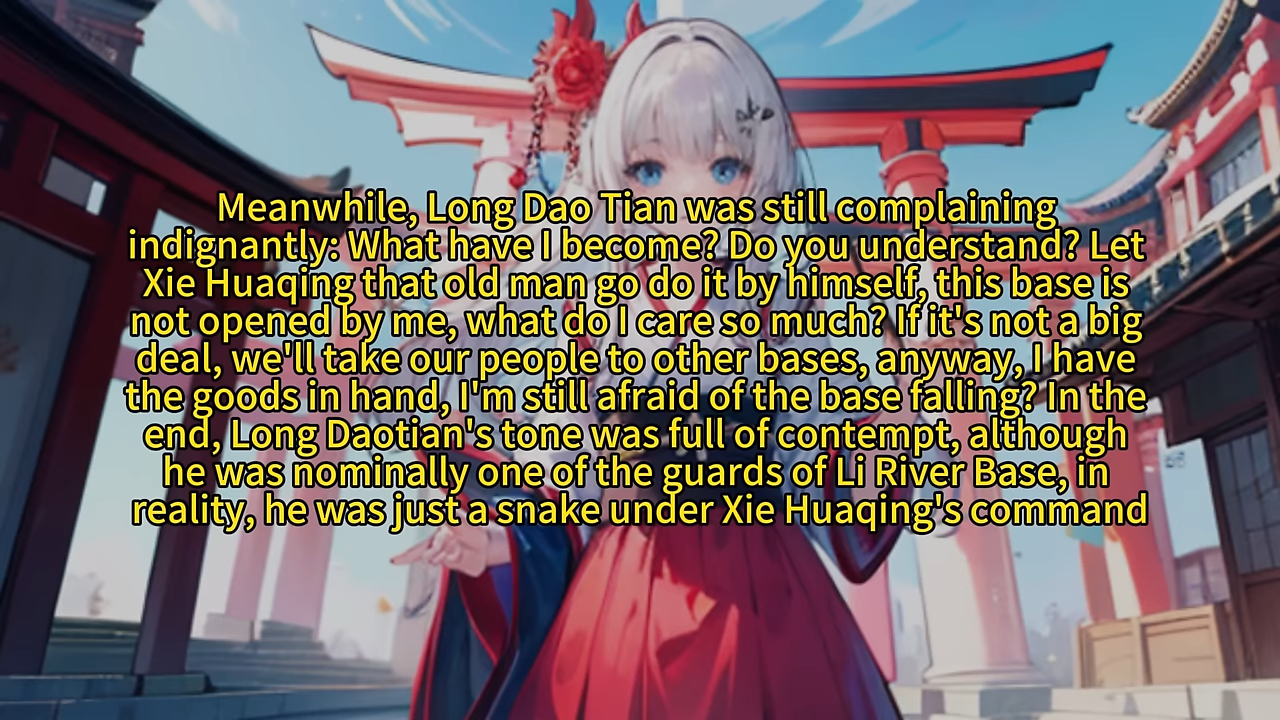 Meanwhile, Long Dao Tian was still complaining
indignantly: What have I become? Do you understand? Let
Xie Huaqing that old man go do it by himself, this base is
not opened by me, what do I care so much? If it's not a big
deal, we'll take our people to other bases, anyway, I have
the goods in hand, I'm still afraid of the base falling? In the
end, Long Daotian's tone was full of contempt, although
he was nominally one of the guards of Li River Base, in
reality, he was just a snake under Xie Huaqing's command